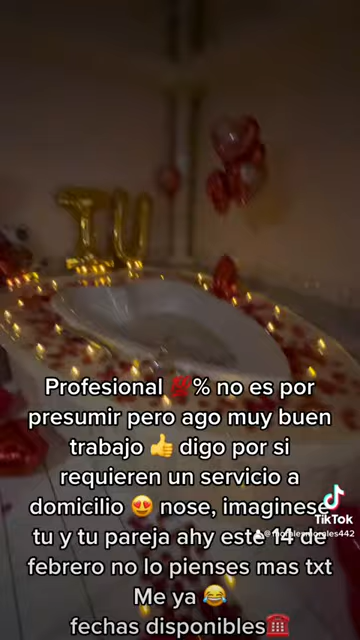 TU
Profesional 💯% no es por
presumir pero ago muy buen
trabajo 👍 digo por si
requieren un servicio a
domicilio 😍 nose, imaginese
TikTok
tu y tu pareja ahy este 14 de
febrero no lo pienses mas txt
Me ya 😂
fechas disponibles☎️